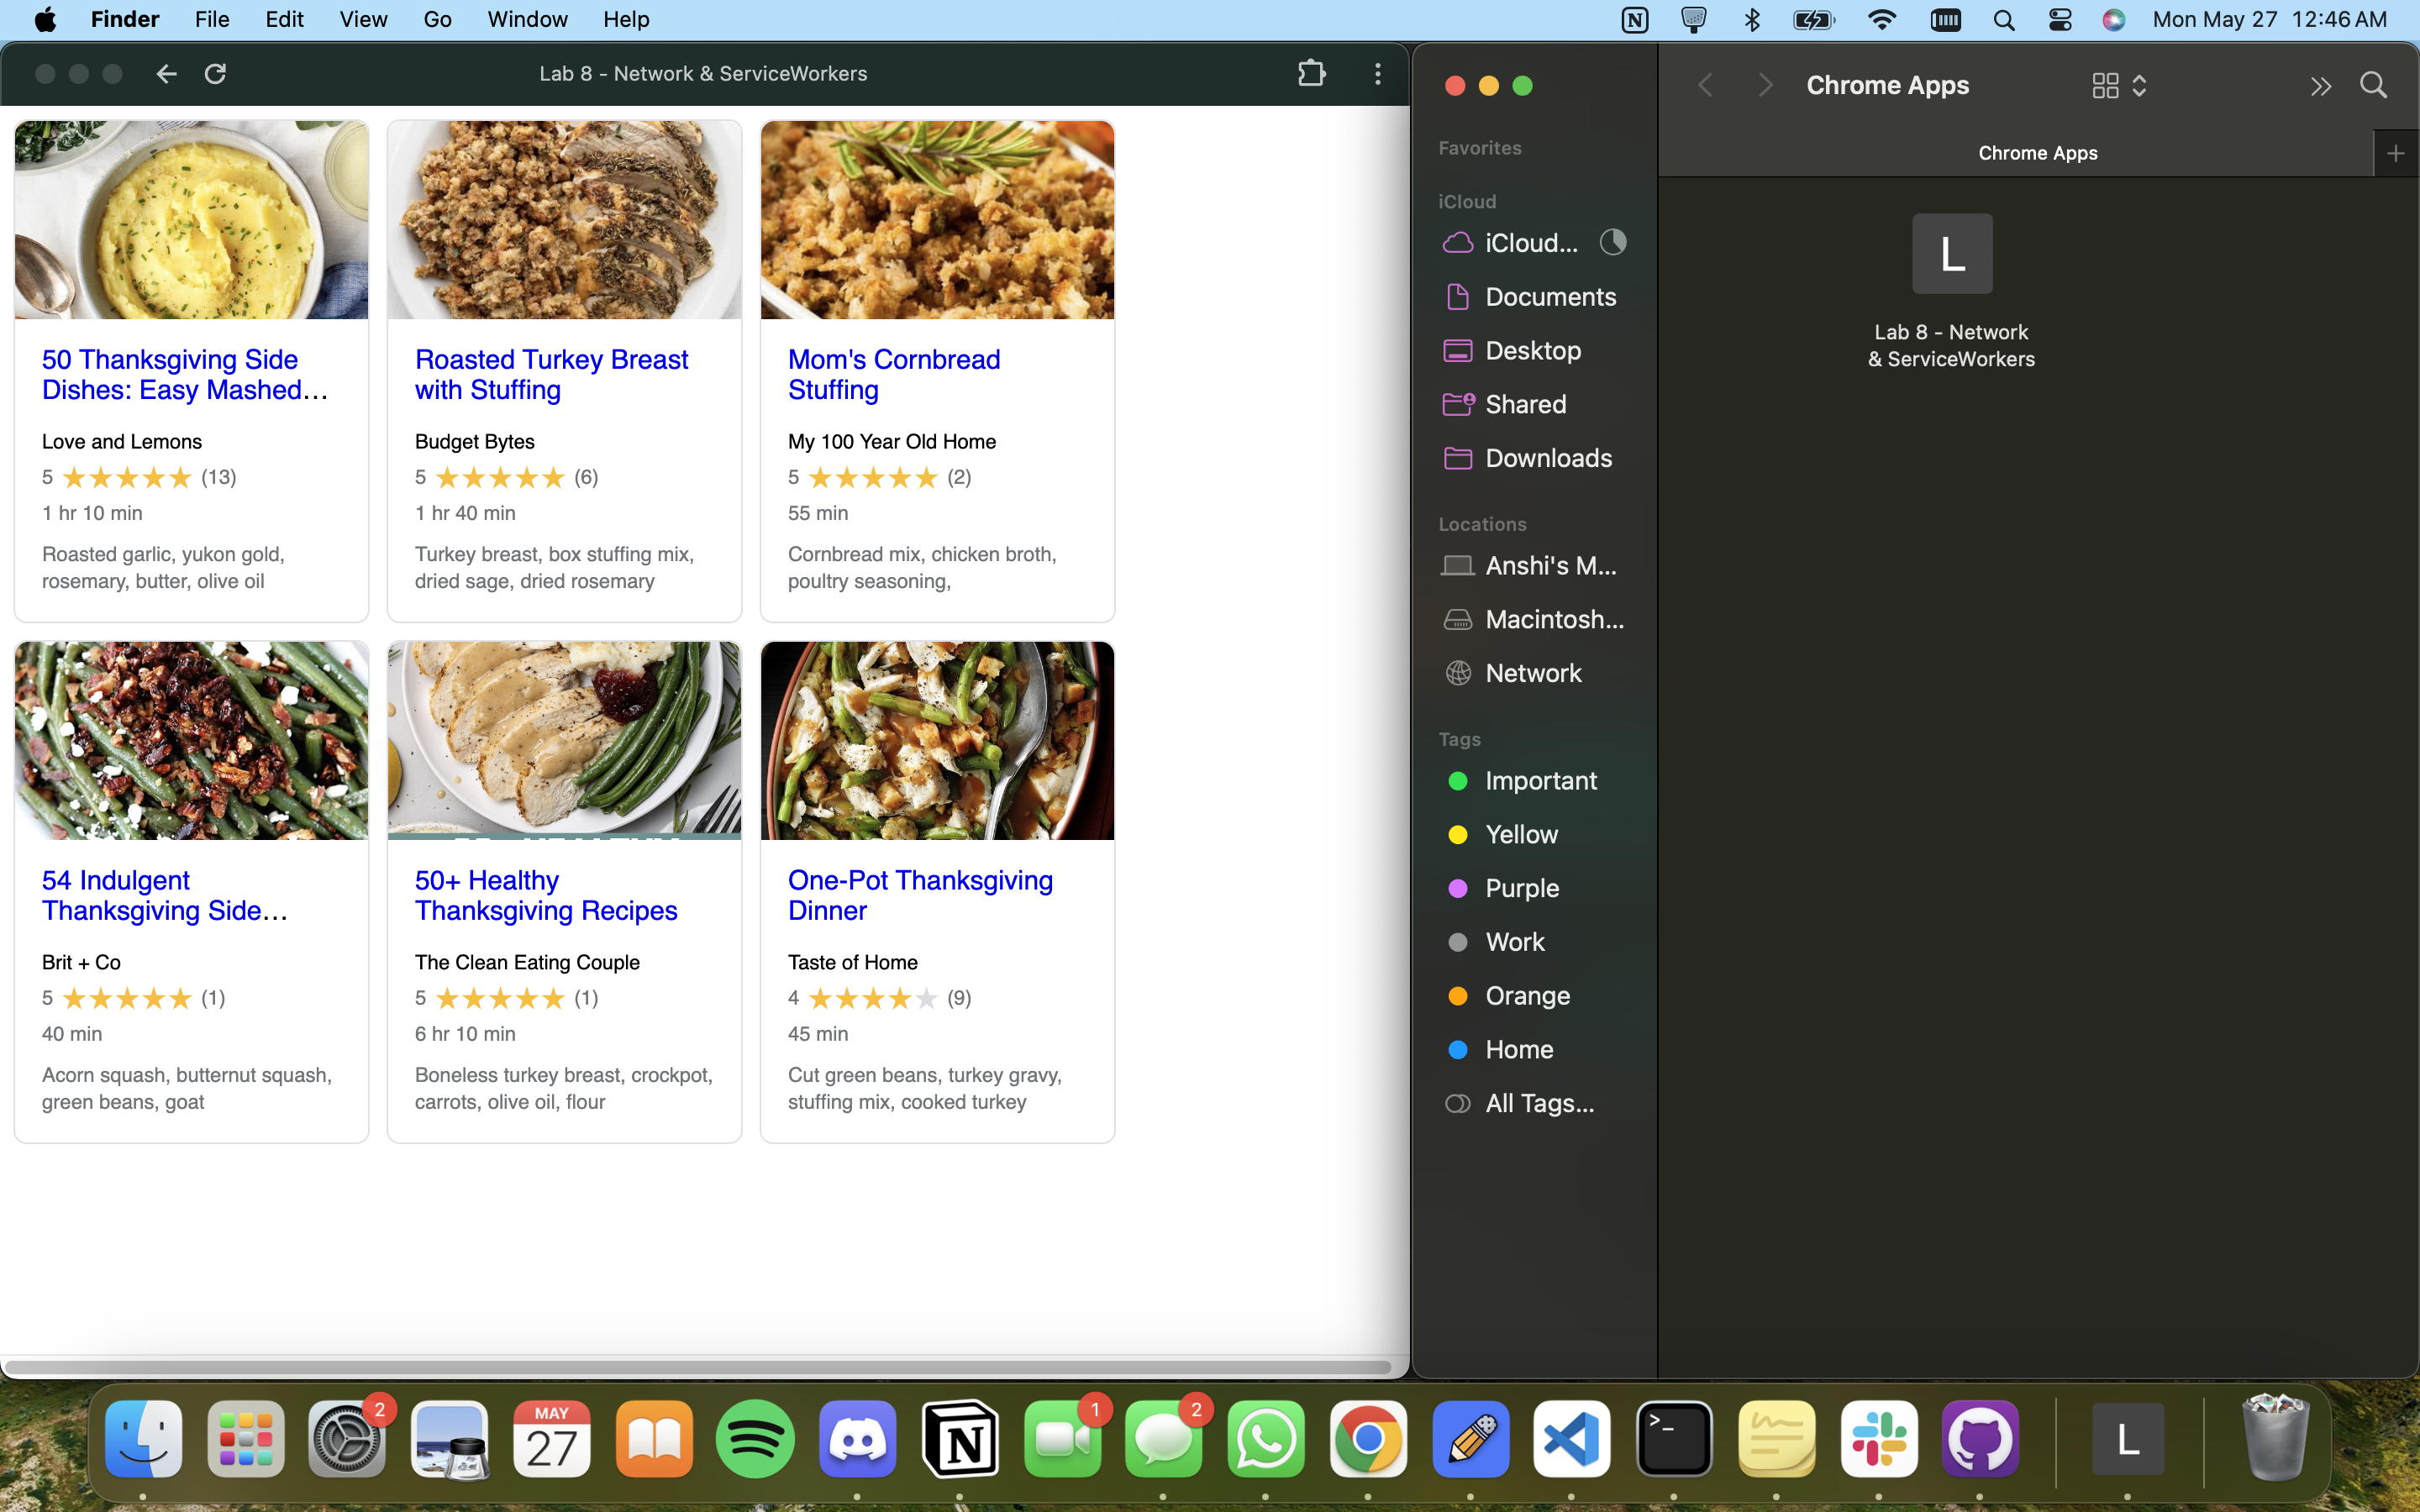 Finder File Edit View Go Window Help
Mon May 27 12:46 AM
Lab 8 - Network & ServiceWorkers
50 Thanksgiving Side
Dishes: Easy Mashed…
Love and Lemons
5 (13)
1 hr 10 min
Roasted garlic, yukon gold,
rosemary, butter, olive oil
Roasted Turkey Breast
with Stuffing
Budget Bytes
5 (6)
1 hr 40 min
Turkey breast, box stuffing mix,
dried sage, dried rosemary
Mom's Cornbread
Stuffing
My 100 Year Old Home
5 (2)
55 min
Cornbread mix, chicken broth,
poultry seasoning,
54 Indulgent
Thanksgiving Side…
Brit + Co
5 (1)
40 min
Acorn squash, butternut squash,
green beans, goat
50+ Healthy
Thanksgiving Recipes
The Clean Eating Couple
5 (1)
6 hr 10 min
Boneless turkey breast, crockpot,
carrots, olive oil, flour
One-Pot Thanksgiving
Dinner
Taste of Home
4 (9)
45 min
Cut green beans, turkey gravy,
stuffing mix, cooked turkey
Favorites
iCloud
iCloud…
Documents
Desktop
Shared
Downloads
Locations
Anshi's M…
Macintosh…
Network
Tags
Important
Yellow
Purple
Work
Orange
Home
All Tags…
Chrome Apps
Chrome Apps
L
Lab 8 - Network
& ServiceWorkers
2
MAY
27
N
1
2
>_
L